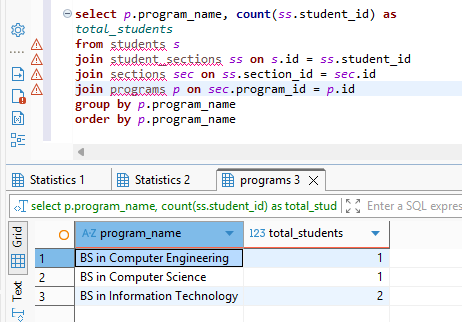 select p.program_name, count(ss.student_id) as
total_students
from students s
join student_sections ss on s.id = ss.student_id
join sections sec on ss.section_id = sec.id
join programs p on sec.program_id = p.id
group by p.program_name
order by p.program_name
Statistics 1
Statistics 2
programs 3
select p.program_name, count(ss.student_id) as total_stud
Enter a SQL expres
Grid
Text
A-Z program_name
123 total_students
1 BS in Computer Engineering 1
2 BS in Computer Science 1
3 BS in Information Technology 2